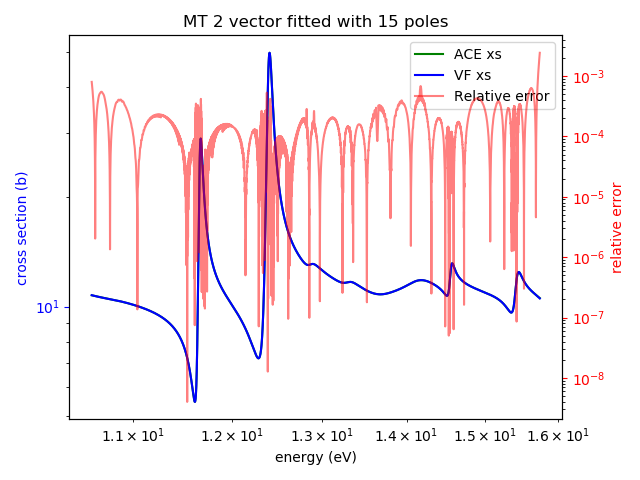 MT 2 vector fitted with 15 poles
ACE xs
VF xs
Relative error
cross section (b)
10¹
10⁻³
10⁻⁴
10⁻⁵
10⁻⁶
10⁻⁷
10⁻⁸
relative error
1.1 × 10¹ 1.2 × 10¹ 1.3 × 10¹ 1.4 × 10¹ 1.5 × 10¹ 1.6 × 10¹
energy (eV)